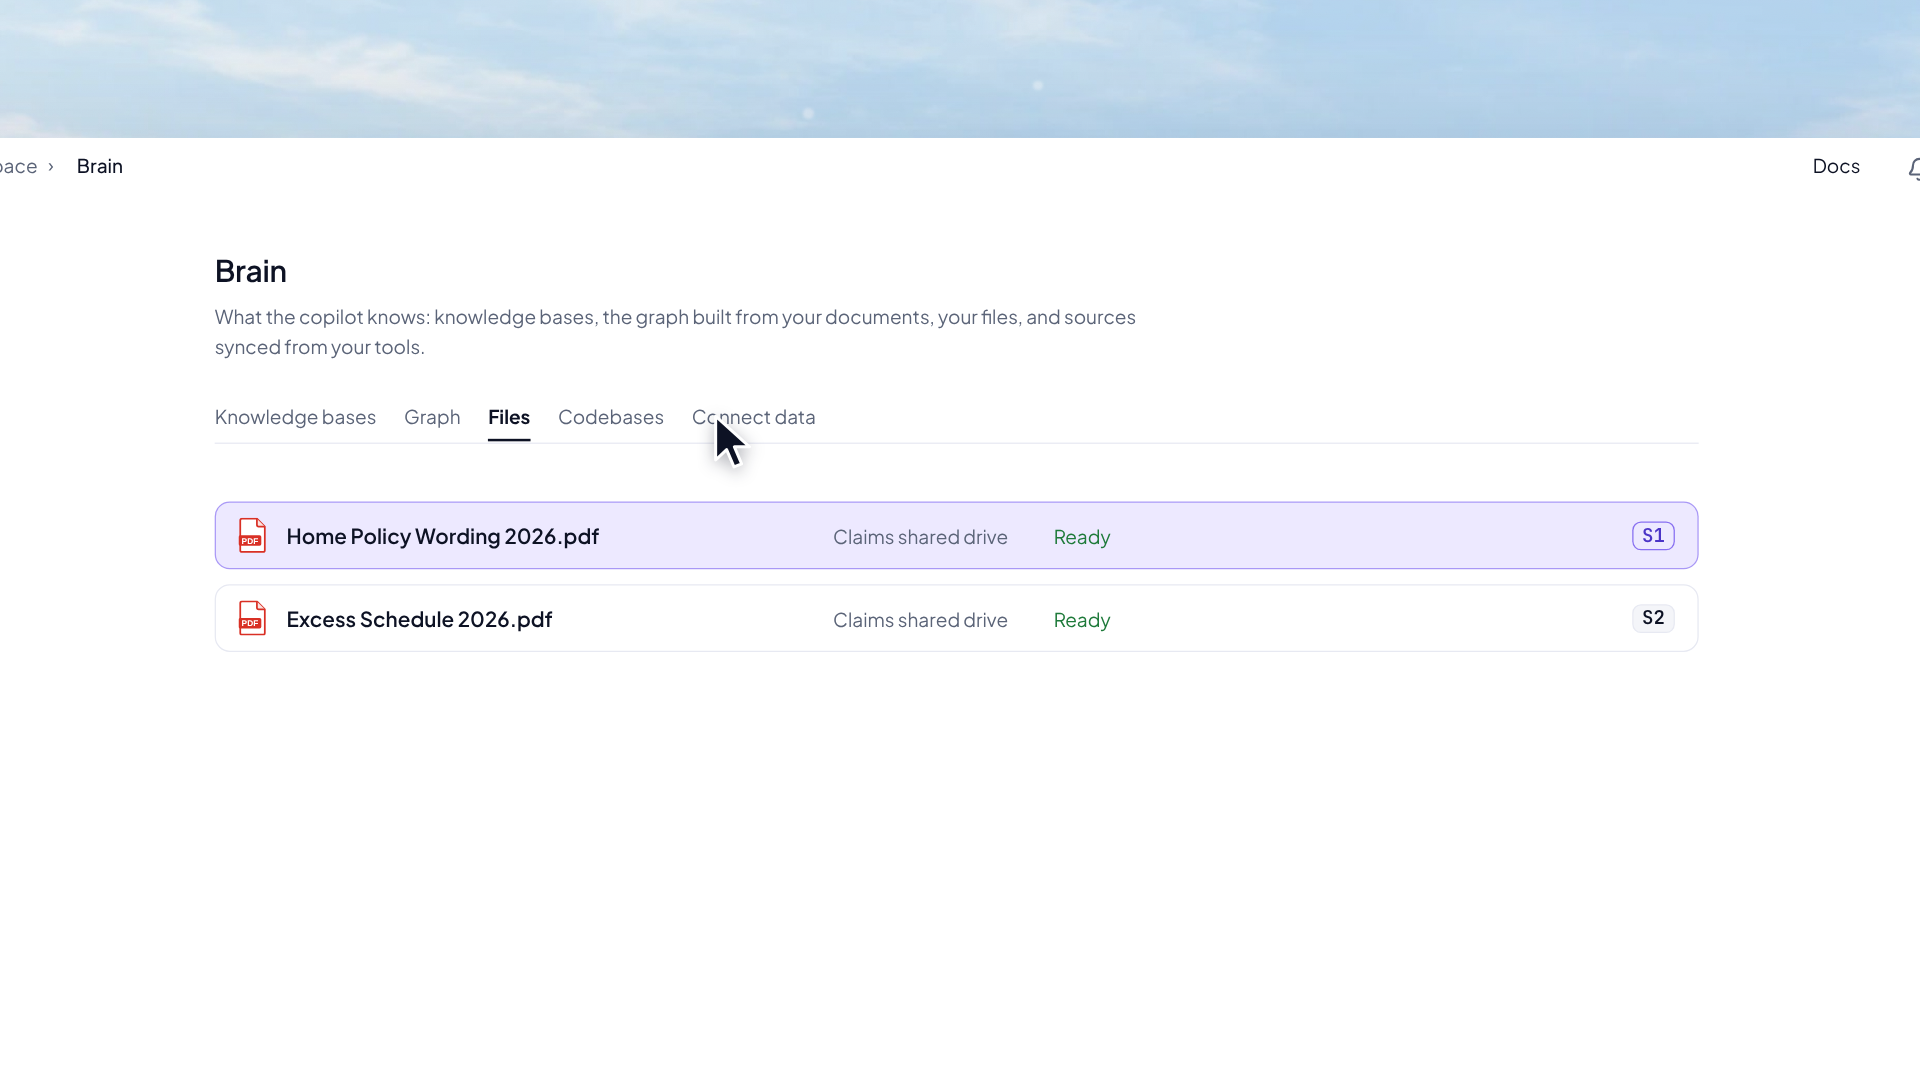 pace › Brain
Docs
Brain
What the copilot knows: knowledge bases, the graph built from your documents, your files, and sources
synced from your tools.
Knowledge bases Graph Files Codebases Connect data
PDF Home Policy Wording 2026.pdf Claims shared drive Ready S1
PDF Excess Schedule 2026.pdf Claims shared drive Ready S2